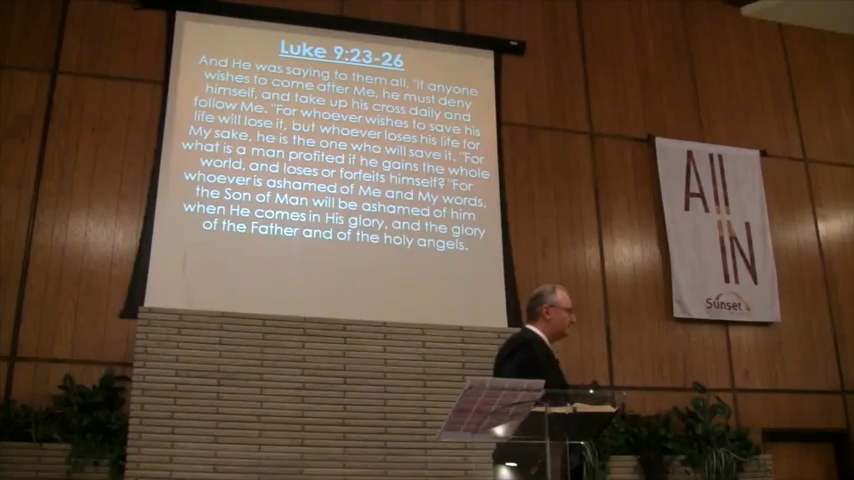 Luke 9:23-26
And He was saying to them all, "If anyone
wishes to come after Me, he must deny
himself, and take up his cross daily and
follow Me. "For whoever wishes to save his
life will lose it, but whoever loses his life for
My sake, he is the one who will save it. "For
what is a man profited if he gains the whole
world, and loses or forfeits himself? "For
whoever is ashamed of Me and My words,
the Son of Man will be ashamed of him
when He comes in His glory, and the glory
of the Father and of the holy angels.
All
IN
Sunset